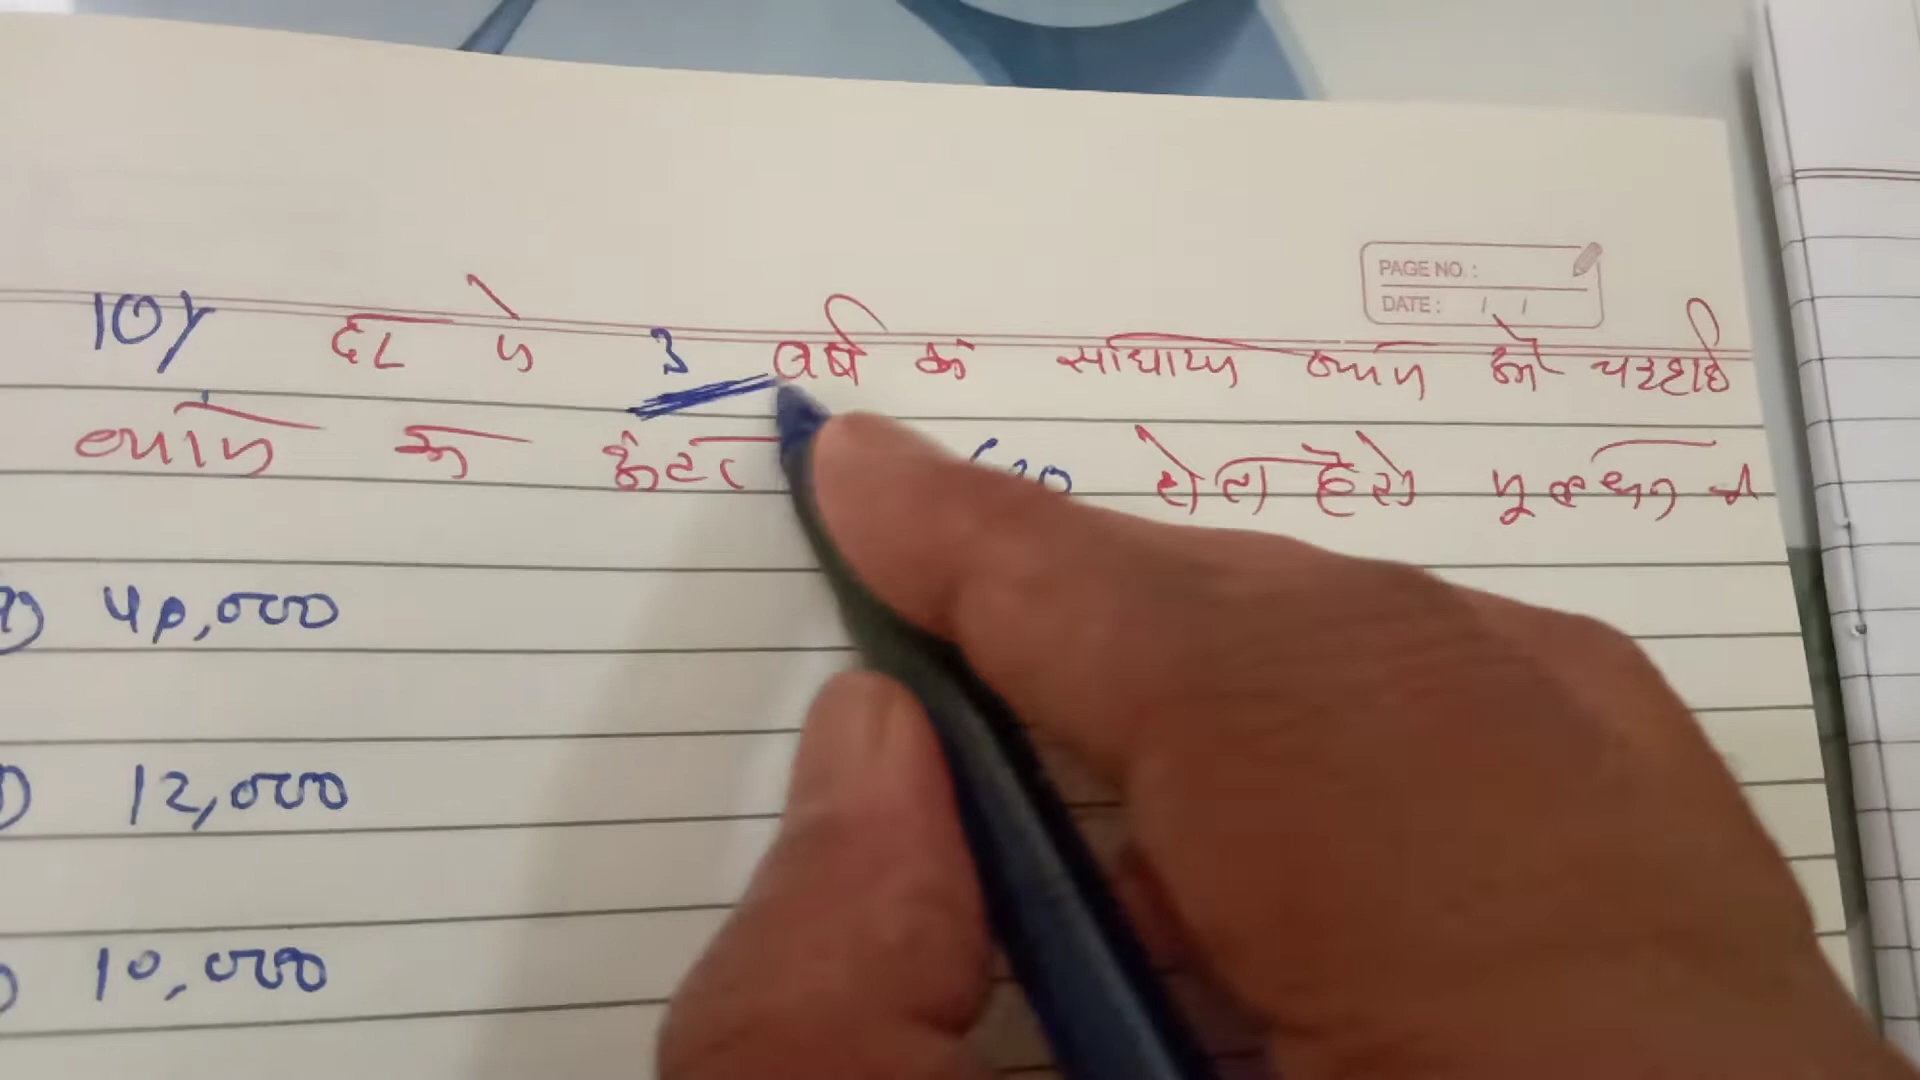 PAGE NO. :
DATE: / /
10% दर से 3 वर्ष के साधारण ब्याज और चक्रवृद्धि
ब्याज का अंतर होता है तो मूलधन
40,000
12,000
10,000